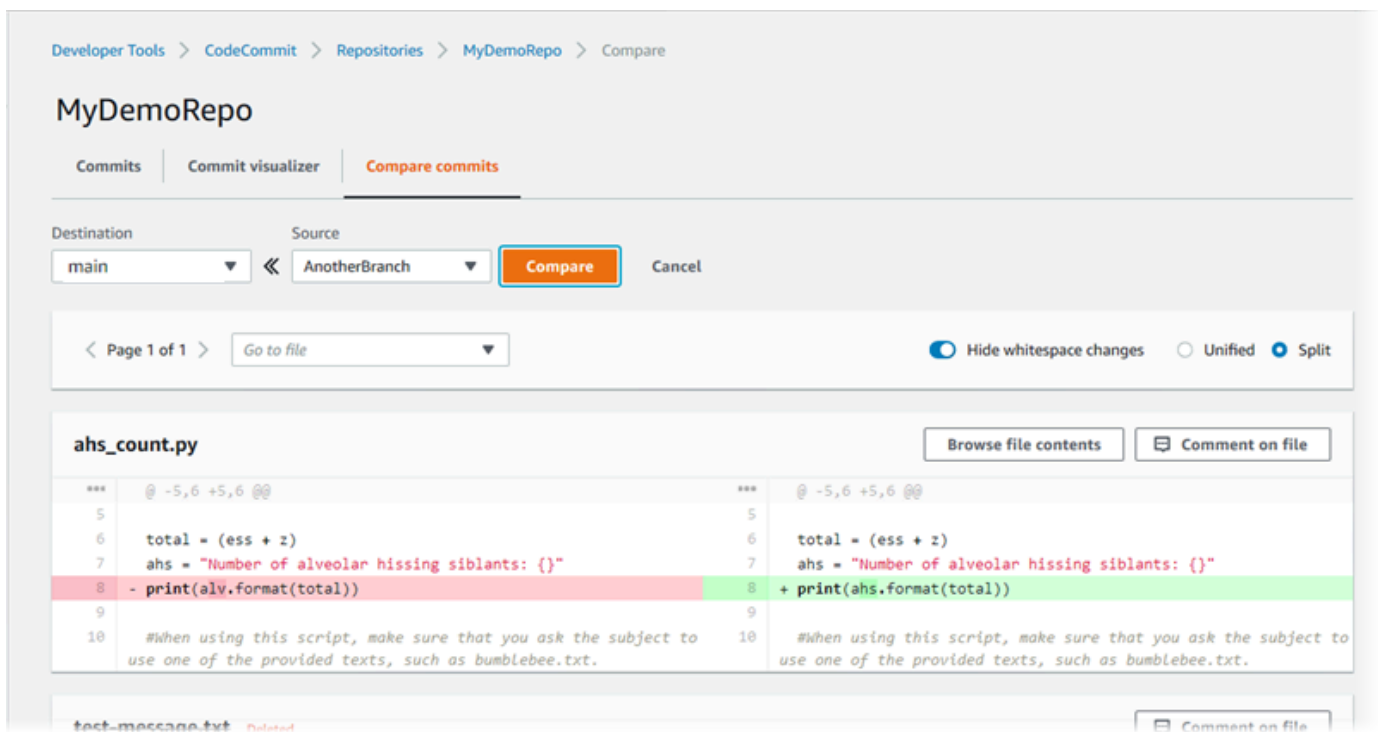 Developer Tools > CodeCommit > Repositories > MyDemoRepo > Compare
MyDemoRepo
Commits Commit visualizer Compare commits
Destination Source
main AnotherBranch Compare Cancel
Page 1 of 1 Go to file Hide whitespace changes Unified Split
ahs_count.py Browse file contents Comment on file
*** @ -5,6 +5,6 @@ *** @ -5,6 +5,6 @@
5 5
6 total = (ess + z) 6 total = (ess + z)
7 ahs = "Number of alveolar hissing siblants: {}" 7 ahs = "Number of alveolar hissing siblants: {}"
8 - print(alv.format(total)) 8 + print(ahs.format(total))
9 9
10 #When using this script, make sure that you ask the subject to 10 #When using this script, make sure that you ask the subject to
use one of the provided texts, such as bumblebee.txt. use one of the provided texts, such as bumblebee.txt.
test-message.txt Deleted Comment on file